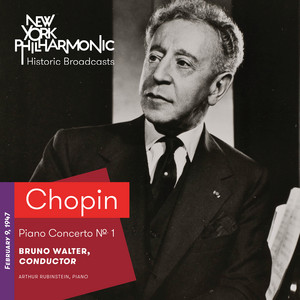 NEW
YORK
PHILHARMONIC
Historic Broadcasts
FEBRUARY 9, 1947
Chopin
Piano Concerto Nº 1
BRUNO WALTER,
CONDUCTOR
ARTHUR RUBINSTEIN, PIANO